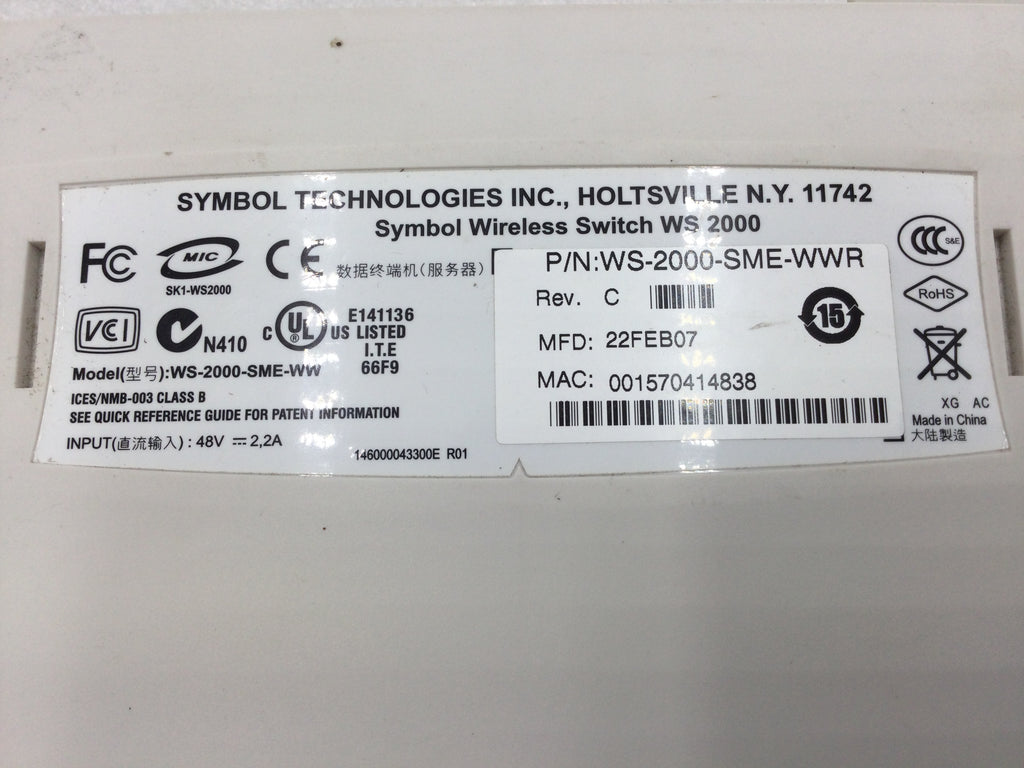 SYMBOL TECHNOLOGIES INC., HOLTSVILLE N.Y. 11742
Symbol Wireless Switch WS 2000
FC
MIC
SK1-WS2000
CE
数据终端机(服务器)
VCI
N410
C UL US LISTED
E141136
I.T.E
66F9
Model(型号):WS-2000-SME-WW
ICES/NMB-003 CLASS B
SEE QUICK REFERENCE GUIDE FOR PATENT INFORMATION
INPUT(直流输入) : 48V ⎓ 2,2A
146000043300E R01
P/N:WS-2000-SME-WWR
Rev. C
MFD: 22FEB07
MAC: 001570414838
15
CCC S&E
RoHS
XG AC
Made in China
大陆製造